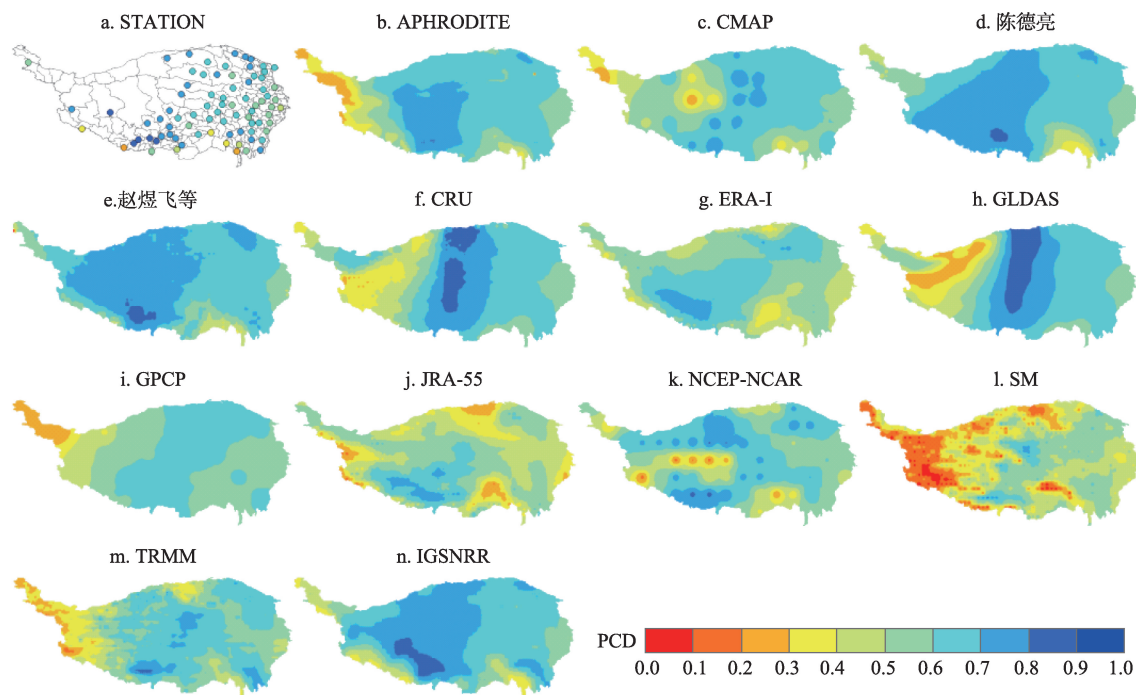 a. STATION
b. APHRODITE
c. CMAP
d. 陈德亮
e.赵煜飞等
f. CRU
g. ERA-I
h. GLDAS
i. GPCP
j. JRA-55
k. NCEP-NCAR
l. SM
m. TRMM
n. IGSNRR
PCD
0.0 0.1 0.2 0.3 0.4 0.5 0.6 0.7 0.8 0.9 1.0